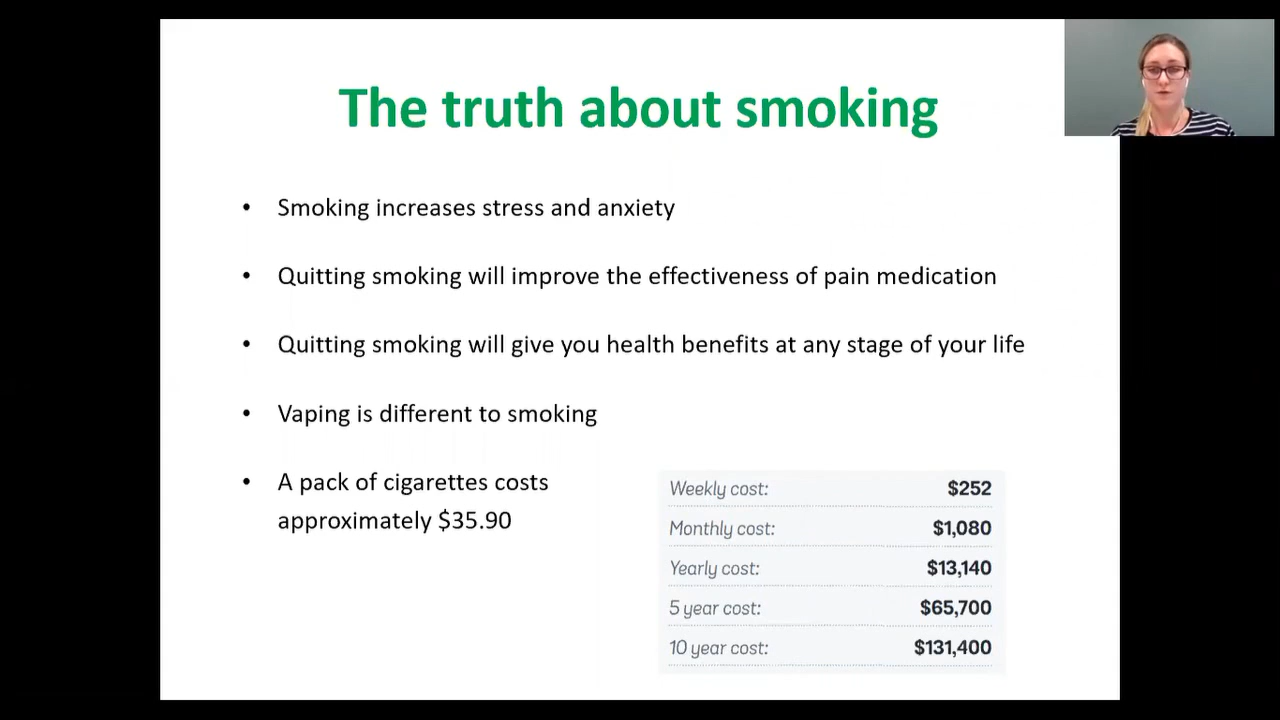 The truth about smoking
• Smoking increases stress and anxiety
• Quitting smoking will improve the effectiveness of pain medication
• Quitting smoking will give you health benefits at any stage of your life
• Vaping is different to smoking
• A pack of cigarettes costs
approximately $35.90
Weekly cost: $252
Monthly cost: $1,080
Yearly cost: $13,140
5 year cost: $65,700
10 year cost: $131,400